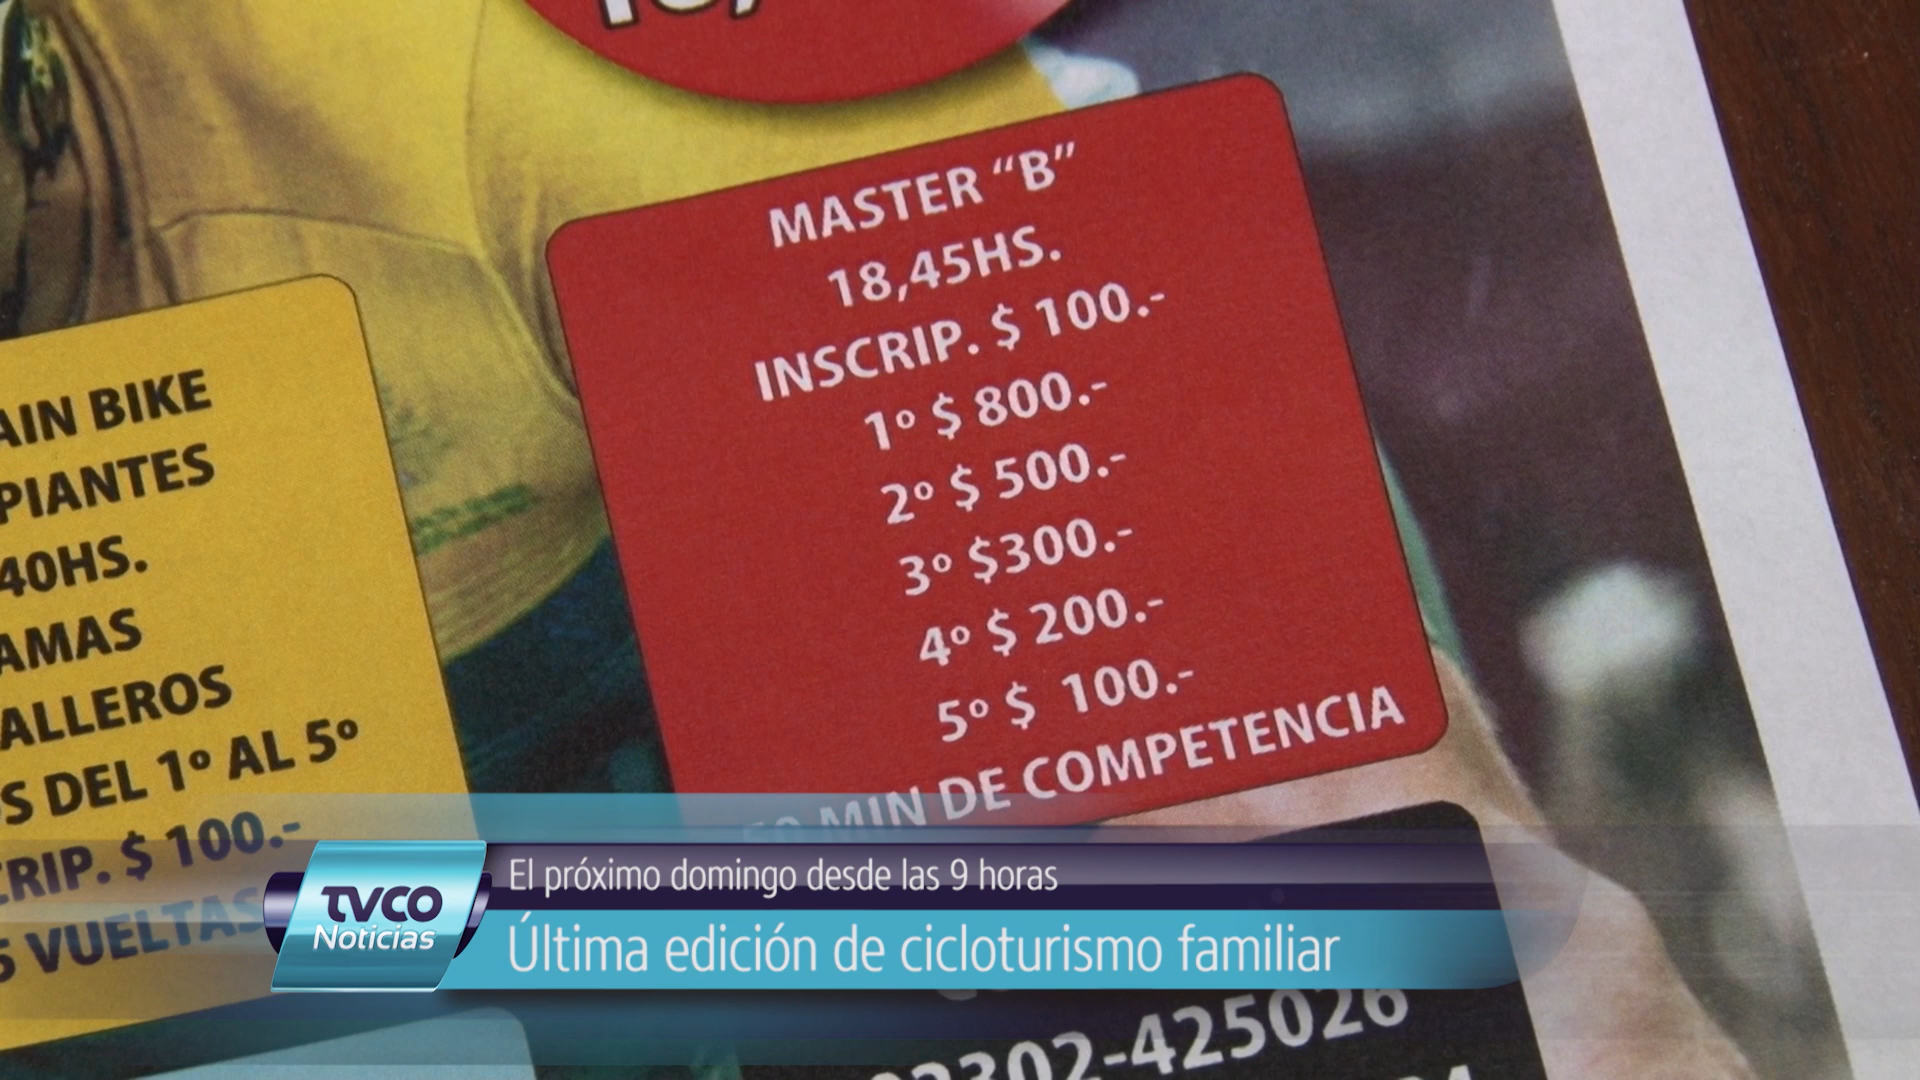 MASTER “B”
18,45HS.
INSCRIP. $ 100.-
1º $ 800.-
2º $ 500.-
3º $300.-
4º $ 200.-
5º $ 100.-
MIN DE COMPETENCIA
AIN BIKE
PIANTES
40HS.
AMAS
ALLEROS
S DEL 1º AL 5º
CRIP. $ 100.-
5 VUELTAS
TVCO
Noticias
El próximo domingo desde las 9 horas
Última edición de cicloturismo familiar
02302-425026